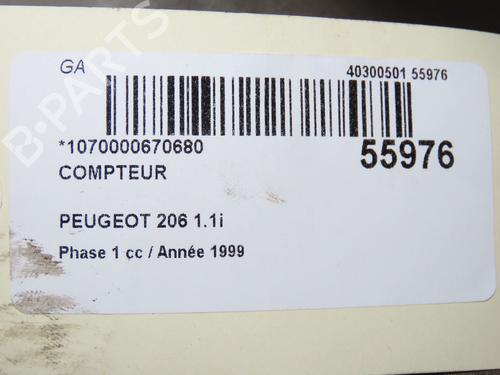 GA
40300501 55976
*1070000670680
55976
COMPTEUR
PEUGEOT 206 1.1i
Phase 1 cc / Année 1999
B-PARTS